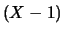 (X − 1)